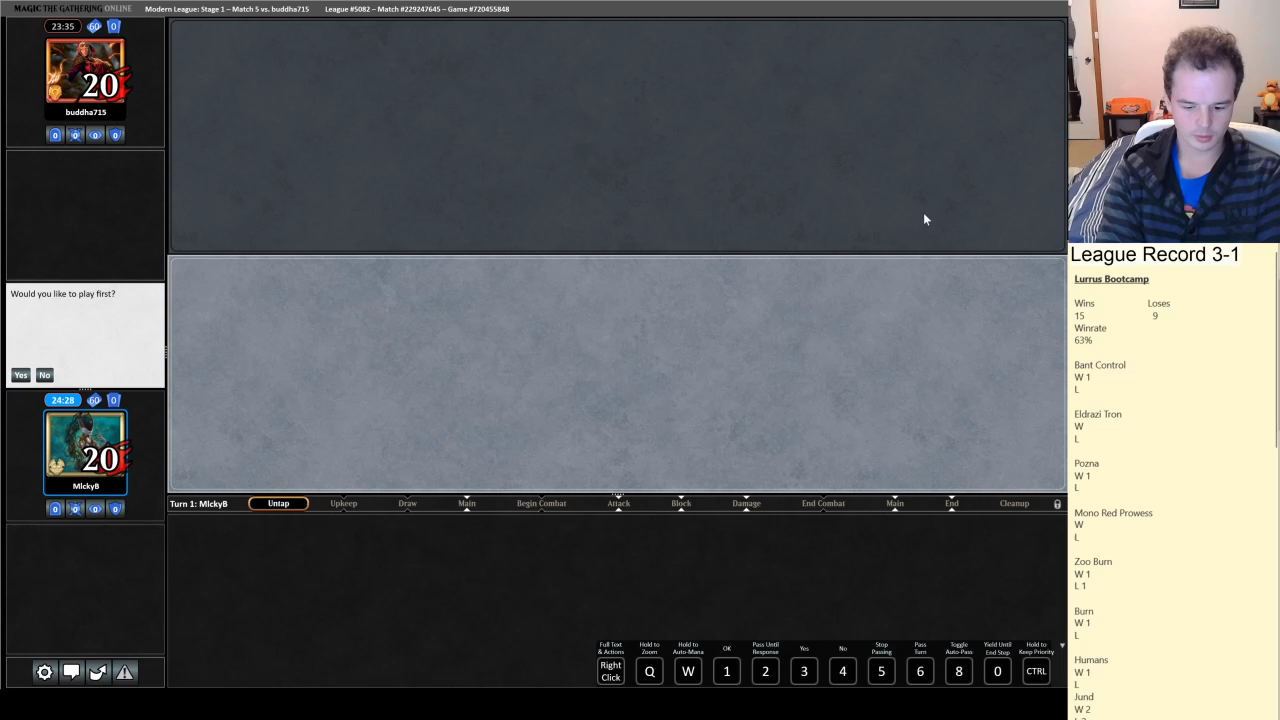 MAGIC THE GATHERING ONLINE Modern League: Stage 1 – Match 5 vs. buddha715 League #5082 – Match #229247645 – Game #720455848
23:35 60 0
20
buddha715
0 0 0 0
Would you like to play first?
Yes No
24:28 60 0
20
MlckyB
0 0 0 0
Turn 1: MlckyB Untap Upkeep Draw Main Begin Combat Attack Block Damage End Combat Main End Cleanup
Full Text & Actions
Right Click
Hold to Zoom
Q
Hold to Auto-Mana
W
OK
1
Pass Until Response
2
Yes
3
No
4
Stop Passing
5
Pass Turn
6
Toggle Auto-Pass
8
Yield Until End Step
0
Hold to Keep Priority
CTRL
League Record 3-1
Lurrus Bootcamp
Wins Loses
15 9
Winrate
63%
Bant Control
W 1
L
Eldrazi Tron
W
L
Pozna
W 1
L
Mono Red Prowess
W
L
Zoo Burn
W 1
L 1
Burn
W 1
L
Humans
W 1
L
Jund
W 2